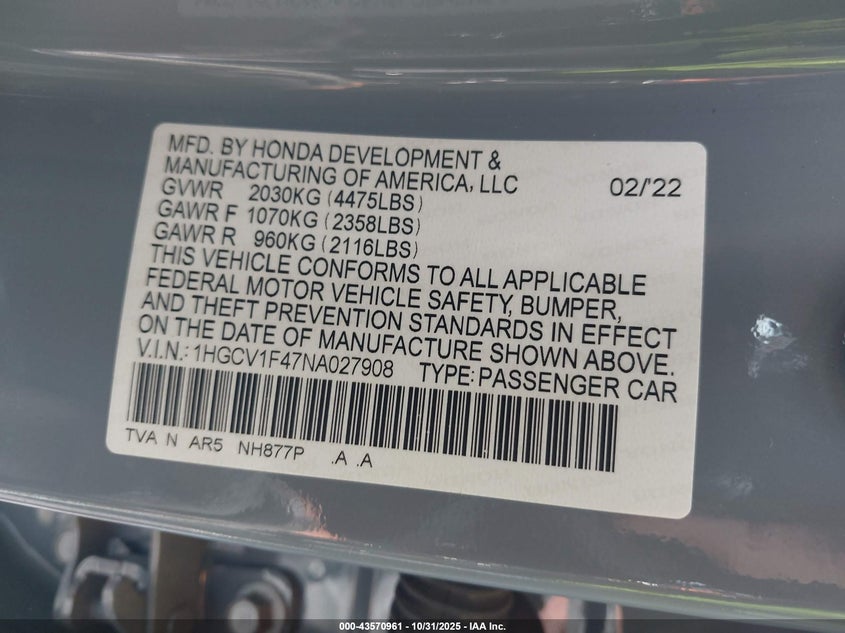 MFD. BY HONDA DEVELOPMENT &
MANUFACTURING OF AMERICA, LLC 02/'22
GVWR 2030KG (4475LBS)
GAWR F 1070KG (2358LBS)
GAWR R 960KG (2116LBS)
THIS VEHICLE CONFORMS TO ALL APPLICABLE
FEDERAL MOTOR VEHICLE SAFETY, BUMPER,
AND THEFT PREVENTION STANDARDS IN EFFECT
ON THE DATE OF MANUFACTURE SHOWN ABOVE.
V.I.N.: 1HGCV1F47NA027908 TYPE: PASSENGER CAR
TVA N AR5 NH877P .A .A
000-43570961 - 10/31/2025 - IAA Inc.